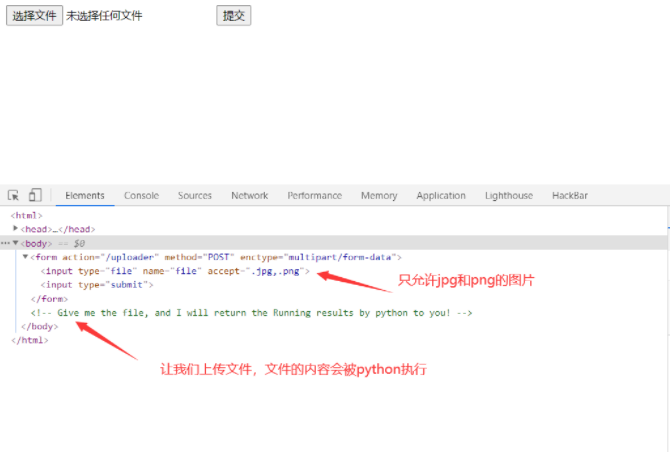 选择文件 未选择任何文件 提交
Elements Console Sources Network Performance Memory Application Lighthouse HackBar
<html>
<head>…</head>
<body> == $0
<form action="/uploader" method="POST" enctype="multipart/form-data">
<input type="file" name="file" accept=".jpg,.png">
只允许jpg和png的图片
<input type="submit">
</form>
<!-- Give me the file, and I will return the Running results by python to you! -->
</body>
</html>
让我们上传文件，文件的内容会被python执行